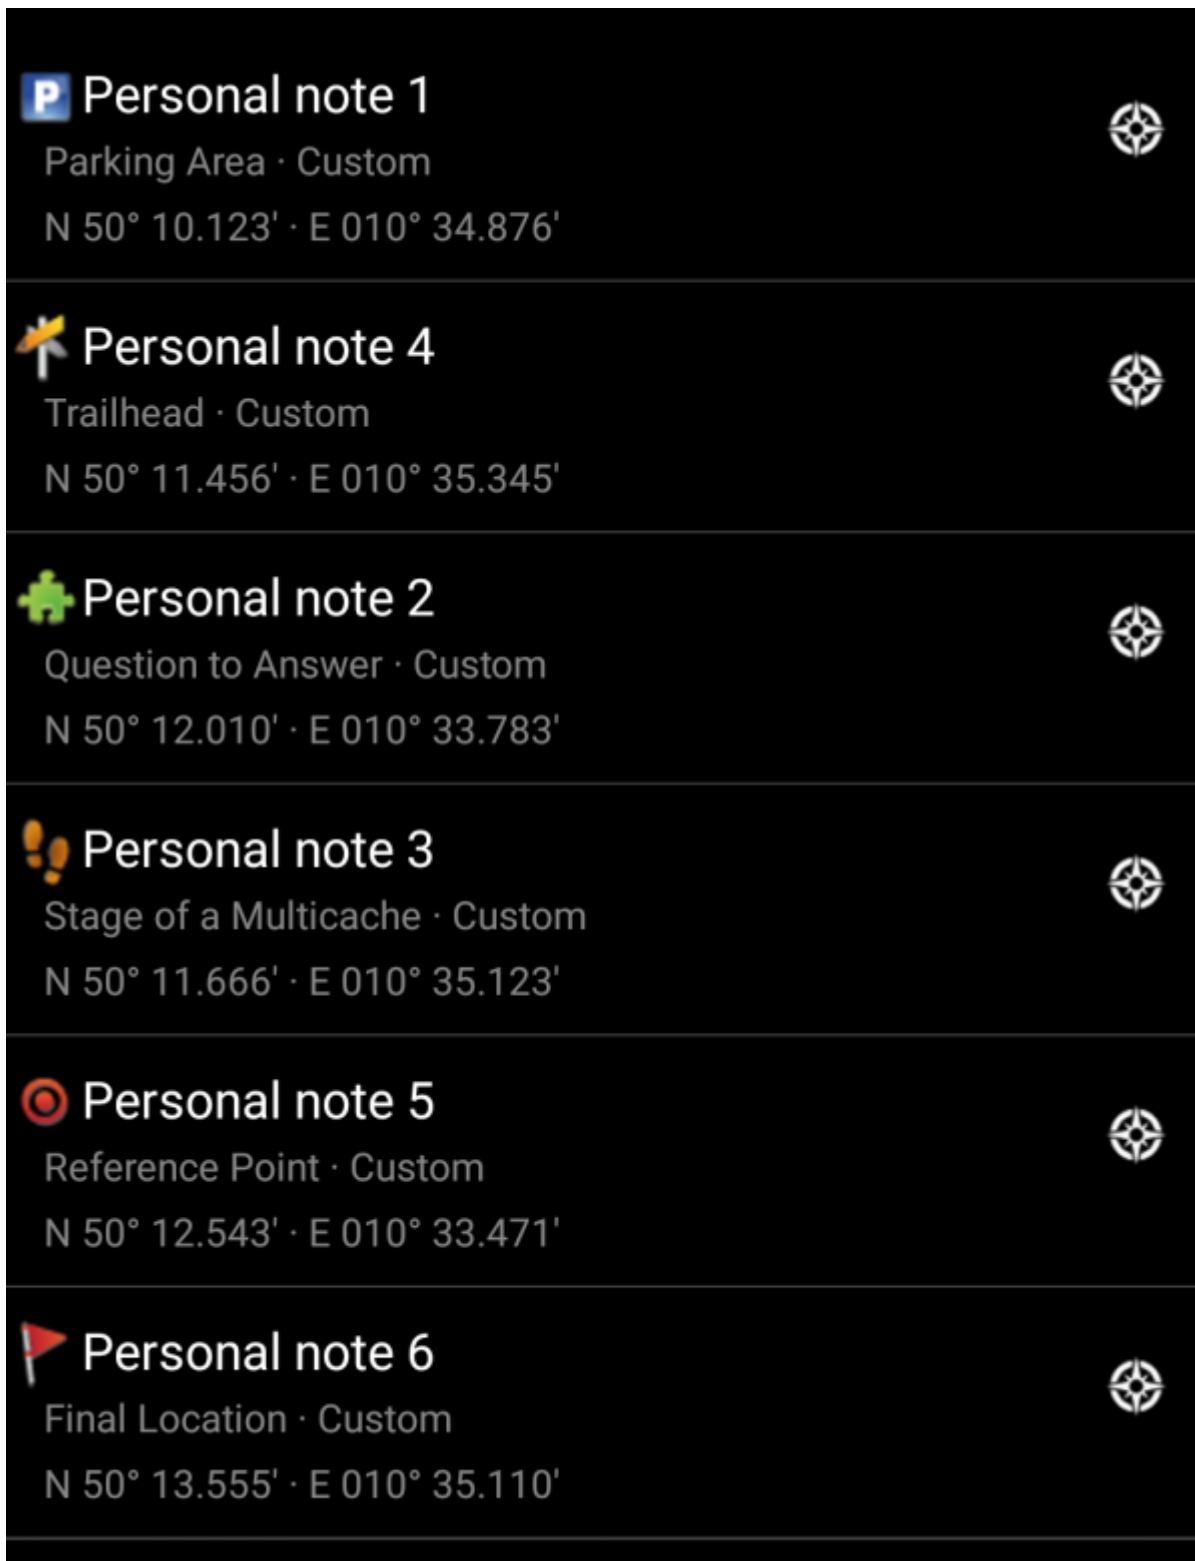 P Personal note 1
Parking Area · Custom
N 50° 10.123' · E 010° 34.876'
Personal note 4
Trailhead · Custom
N 50° 11.456' · E 010° 35.345'
Personal note 2
Question to Answer · Custom
N 50° 12.010' · E 010° 33.783'
Personal note 3
Stage of a Multicache · Custom
N 50° 11.666' · E 010° 35.123'
Personal note 5
Reference Point · Custom
N 50° 12.543' · E 010° 33.471'
Personal note 6
Final Location · Custom
N 50° 13.555' · E 010° 35.110'